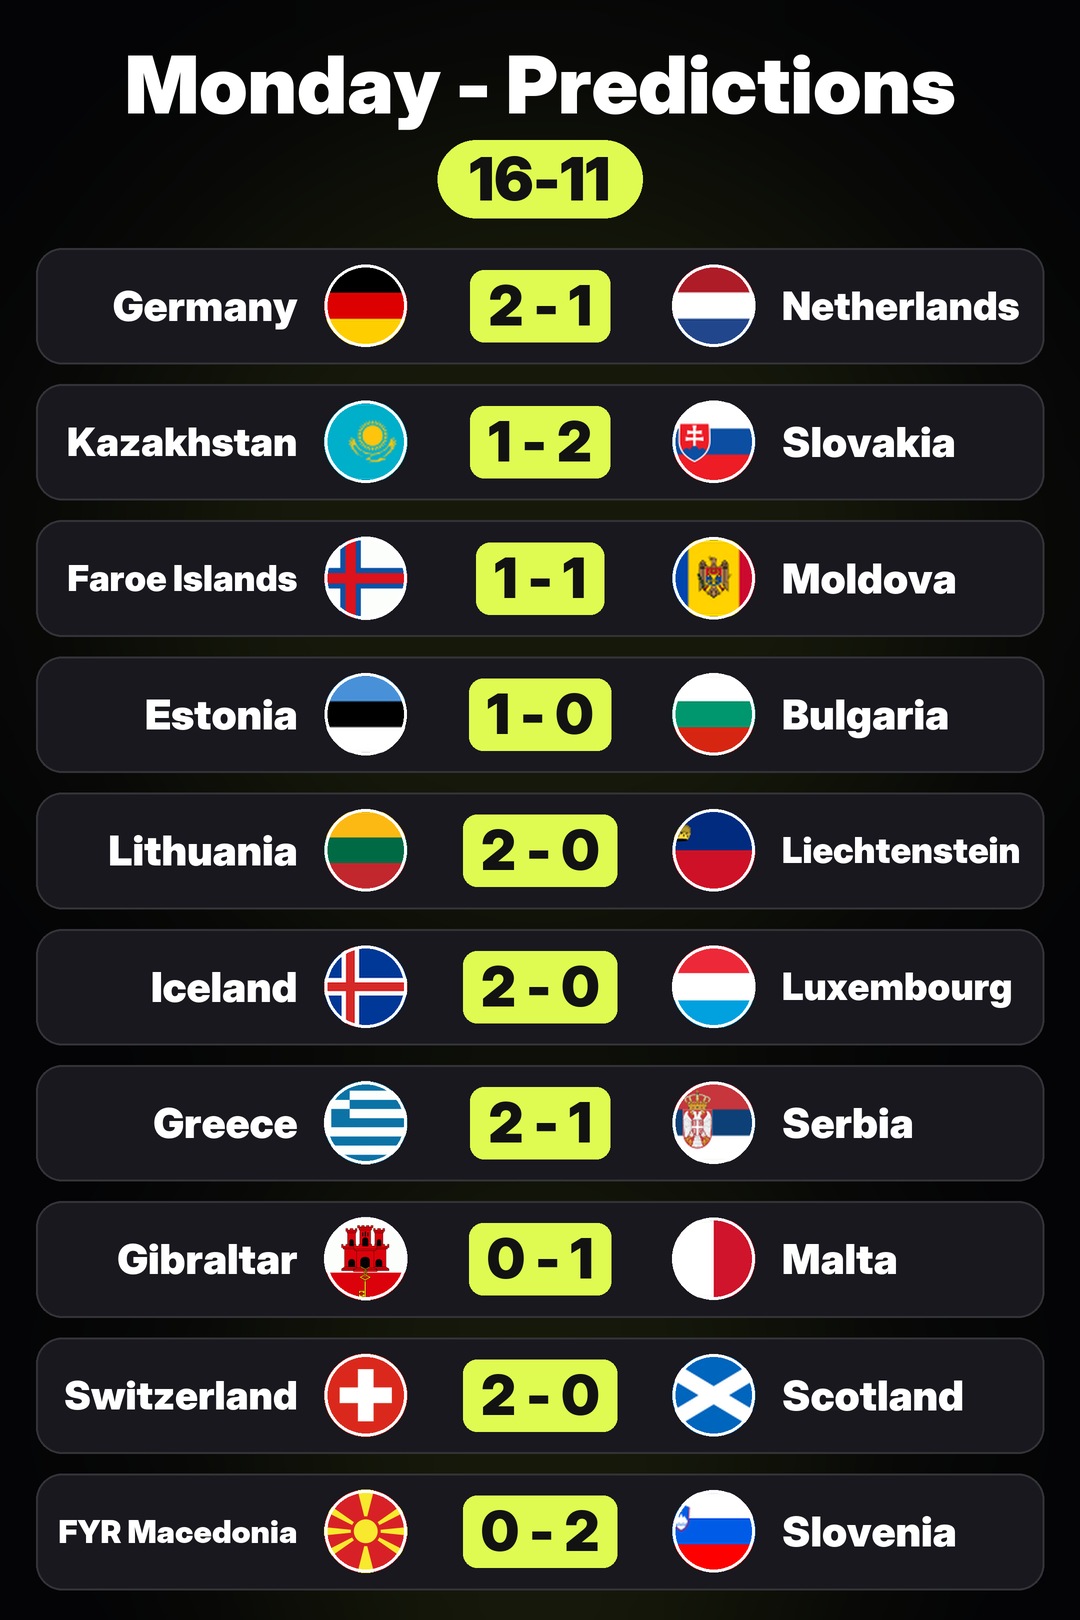 Monday - Predictions
16-11
Germany 2 - 1 Netherlands
Kazakhstan 1 - 2 Slovakia
Faroe Islands 1 - 1 Moldova
Estonia 1 - 0 Bulgaria
Lithuania 2 - 0 Liechtenstein
Iceland 2 - 0 Luxembourg
Greece 2 - 1 Serbia
Gibraltar 0 - 1 Malta
Switzerland 2 - 0 Scotland
FYR Macedonia 0 - 2 Slovenia